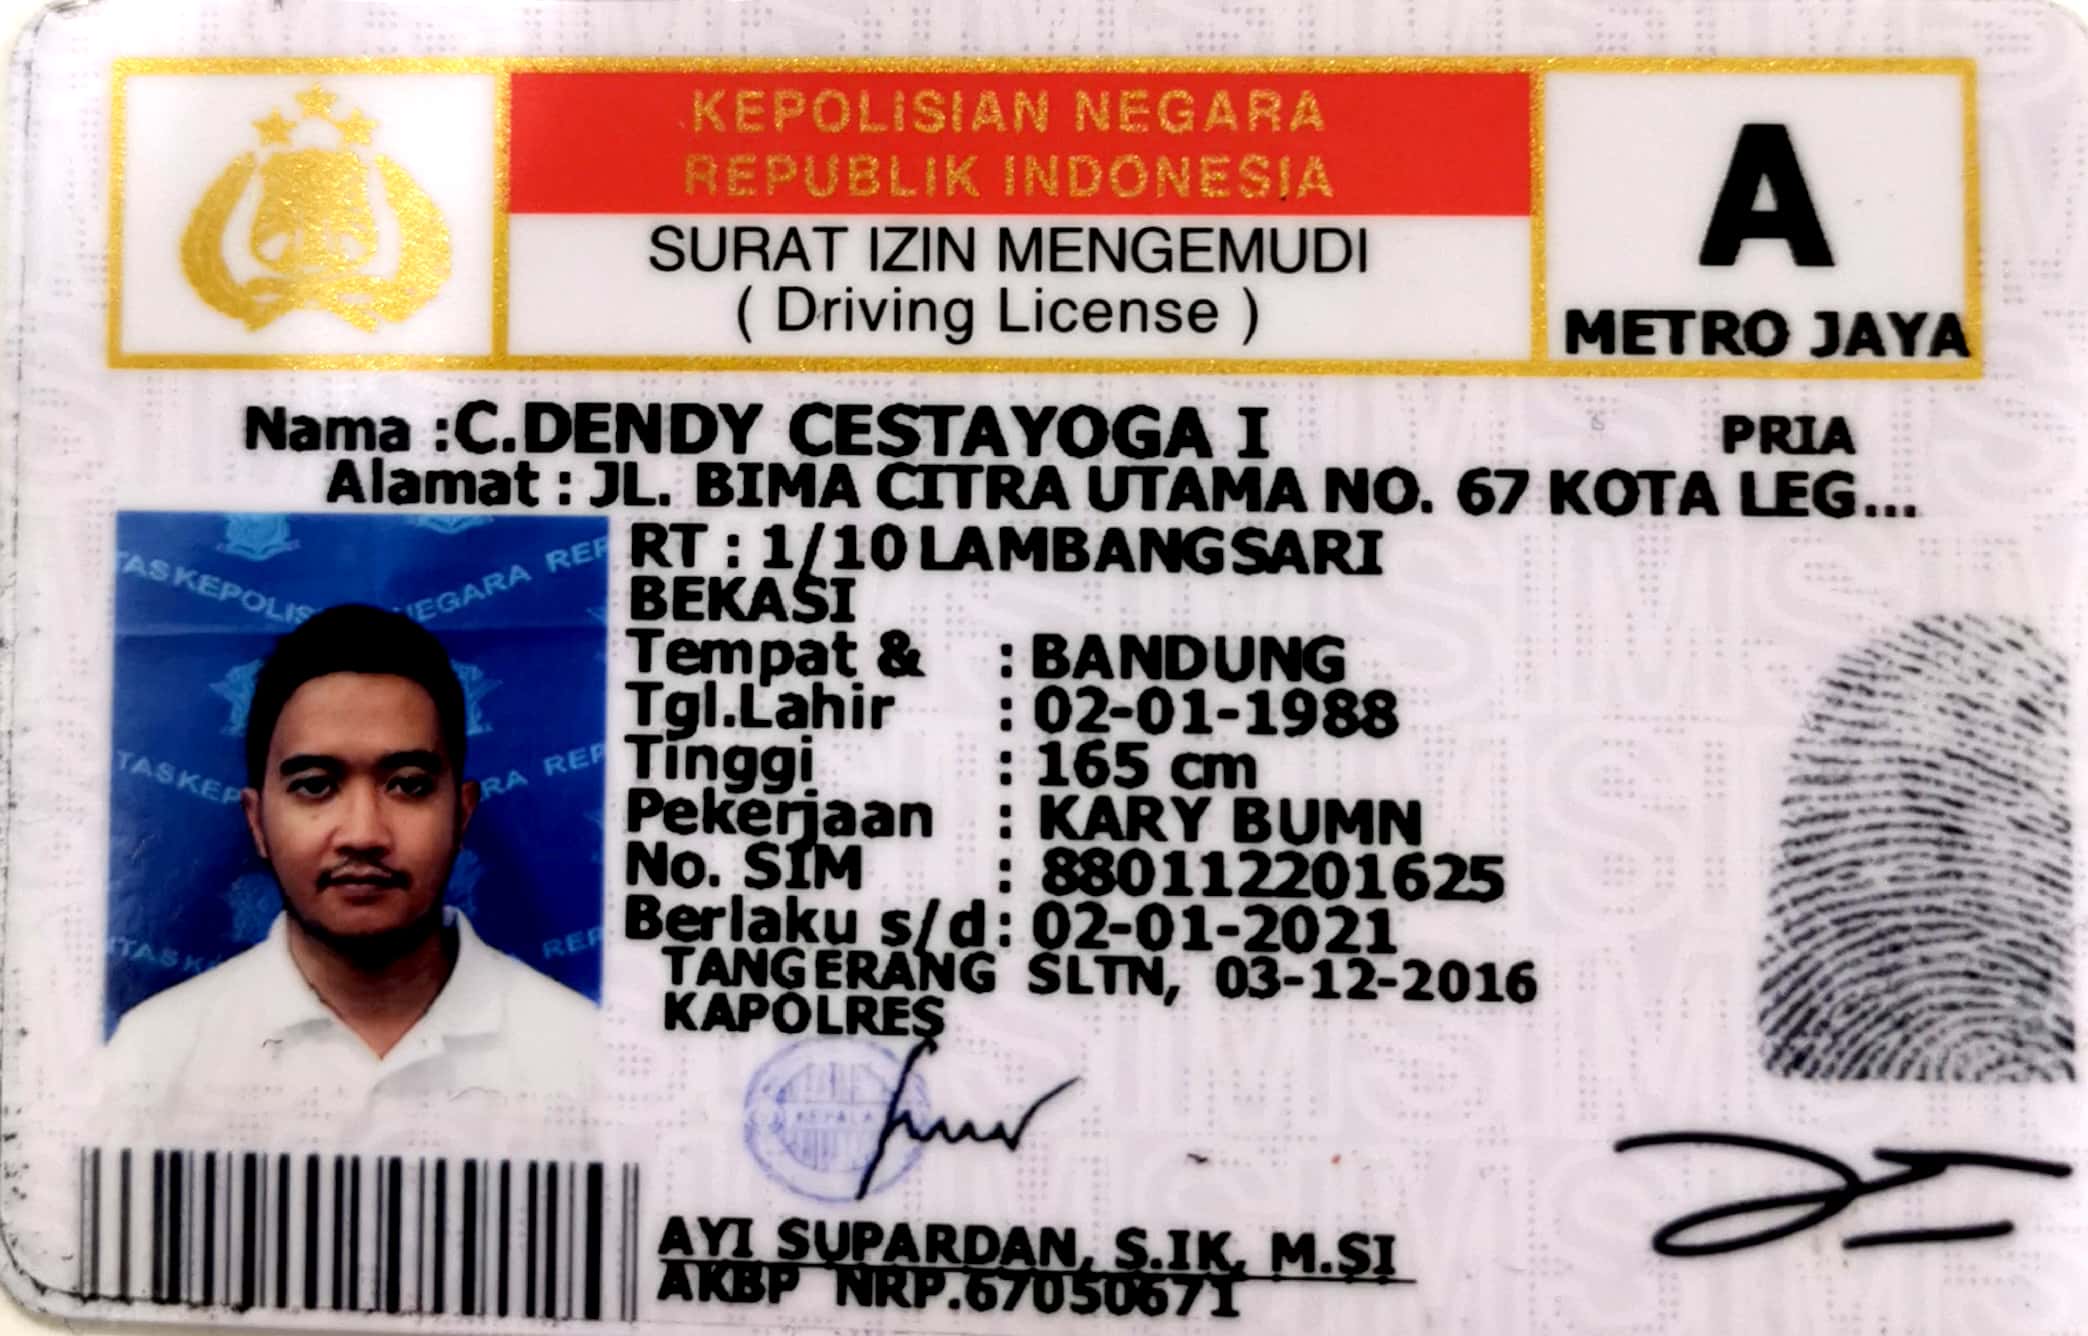 KEPOLISIAN NEGARA
REPUBLIK INDONESIA
SURAT IZIN MENGEMUDI
( Driving License )
A
METRO JAYA
Nama :C.DENDY CESTAYOGA I PRIA
Alamat : JL. BIMA CITRA UTAMA NO. 67 KOTA LEG...
RT : 1/10 LAMBANGSARI
BEKASI
Tempat & : BANDUNG
Tgl.Lahir : 02-01-1988
Tinggi : 165 cm
Pekerjaan : KARY BUMN
No. SIM : 880112201625
Berlaku s/d : 02-01-2021
TANGERANG SLTN, 03-12-2016
KAPOLRES
KEPALA
AYI SUPARDAN, S.IK, M.SI
AKBP NRP.67050671